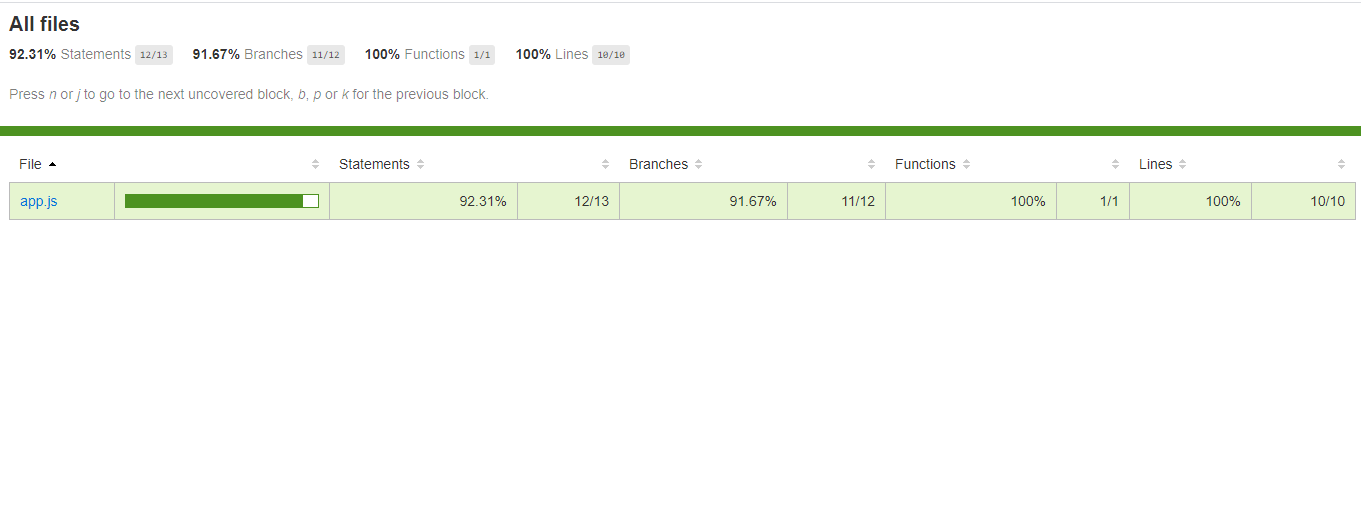 All files
92.31% Statements 12/13 91.67% Branches 11/12 100% Functions 1/1 100% Lines 10/10
Press n or j to go to the next uncovered block, b, p or k for the previous block.
File Statements Branches Functions Lines
app.js 92.31% 12/13 91.67% 11/12 100% 1/1 100% 10/10